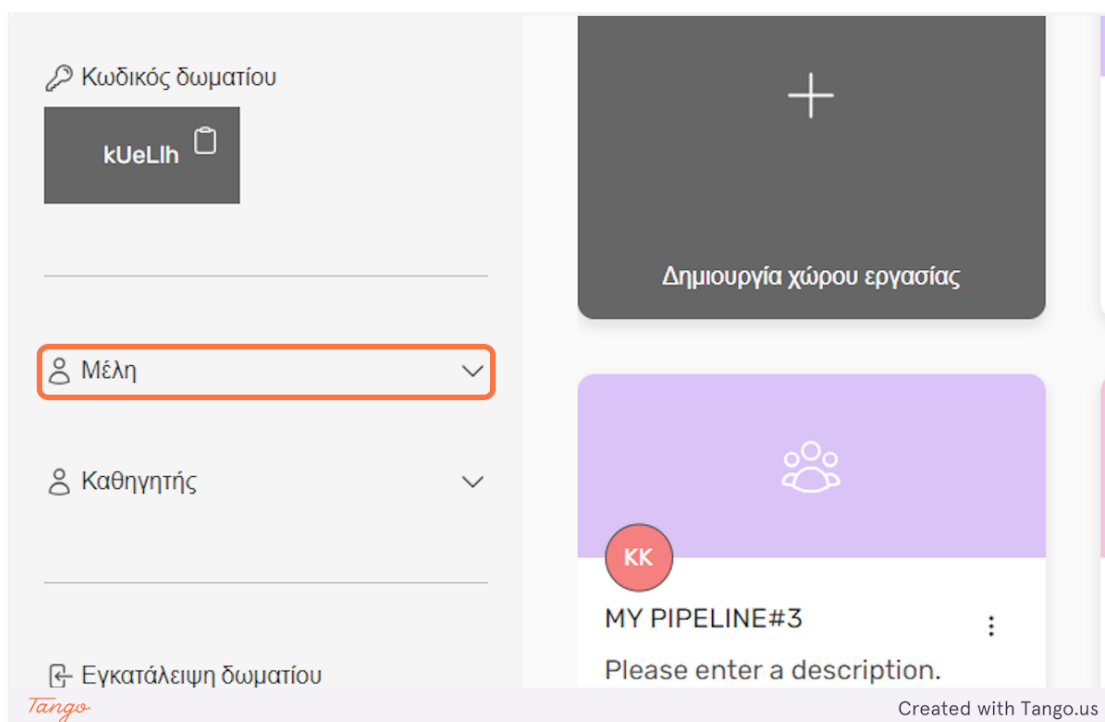 Κωδικός δωματίου
kUeLlh
Μέλη
Καθηγητής
Εγκατάλειψη δωματίου
Δημιουργία χώρου εργασίας
KK
MY PIPELINE#3
Please enter a description.
Tango
Created with Tango.us